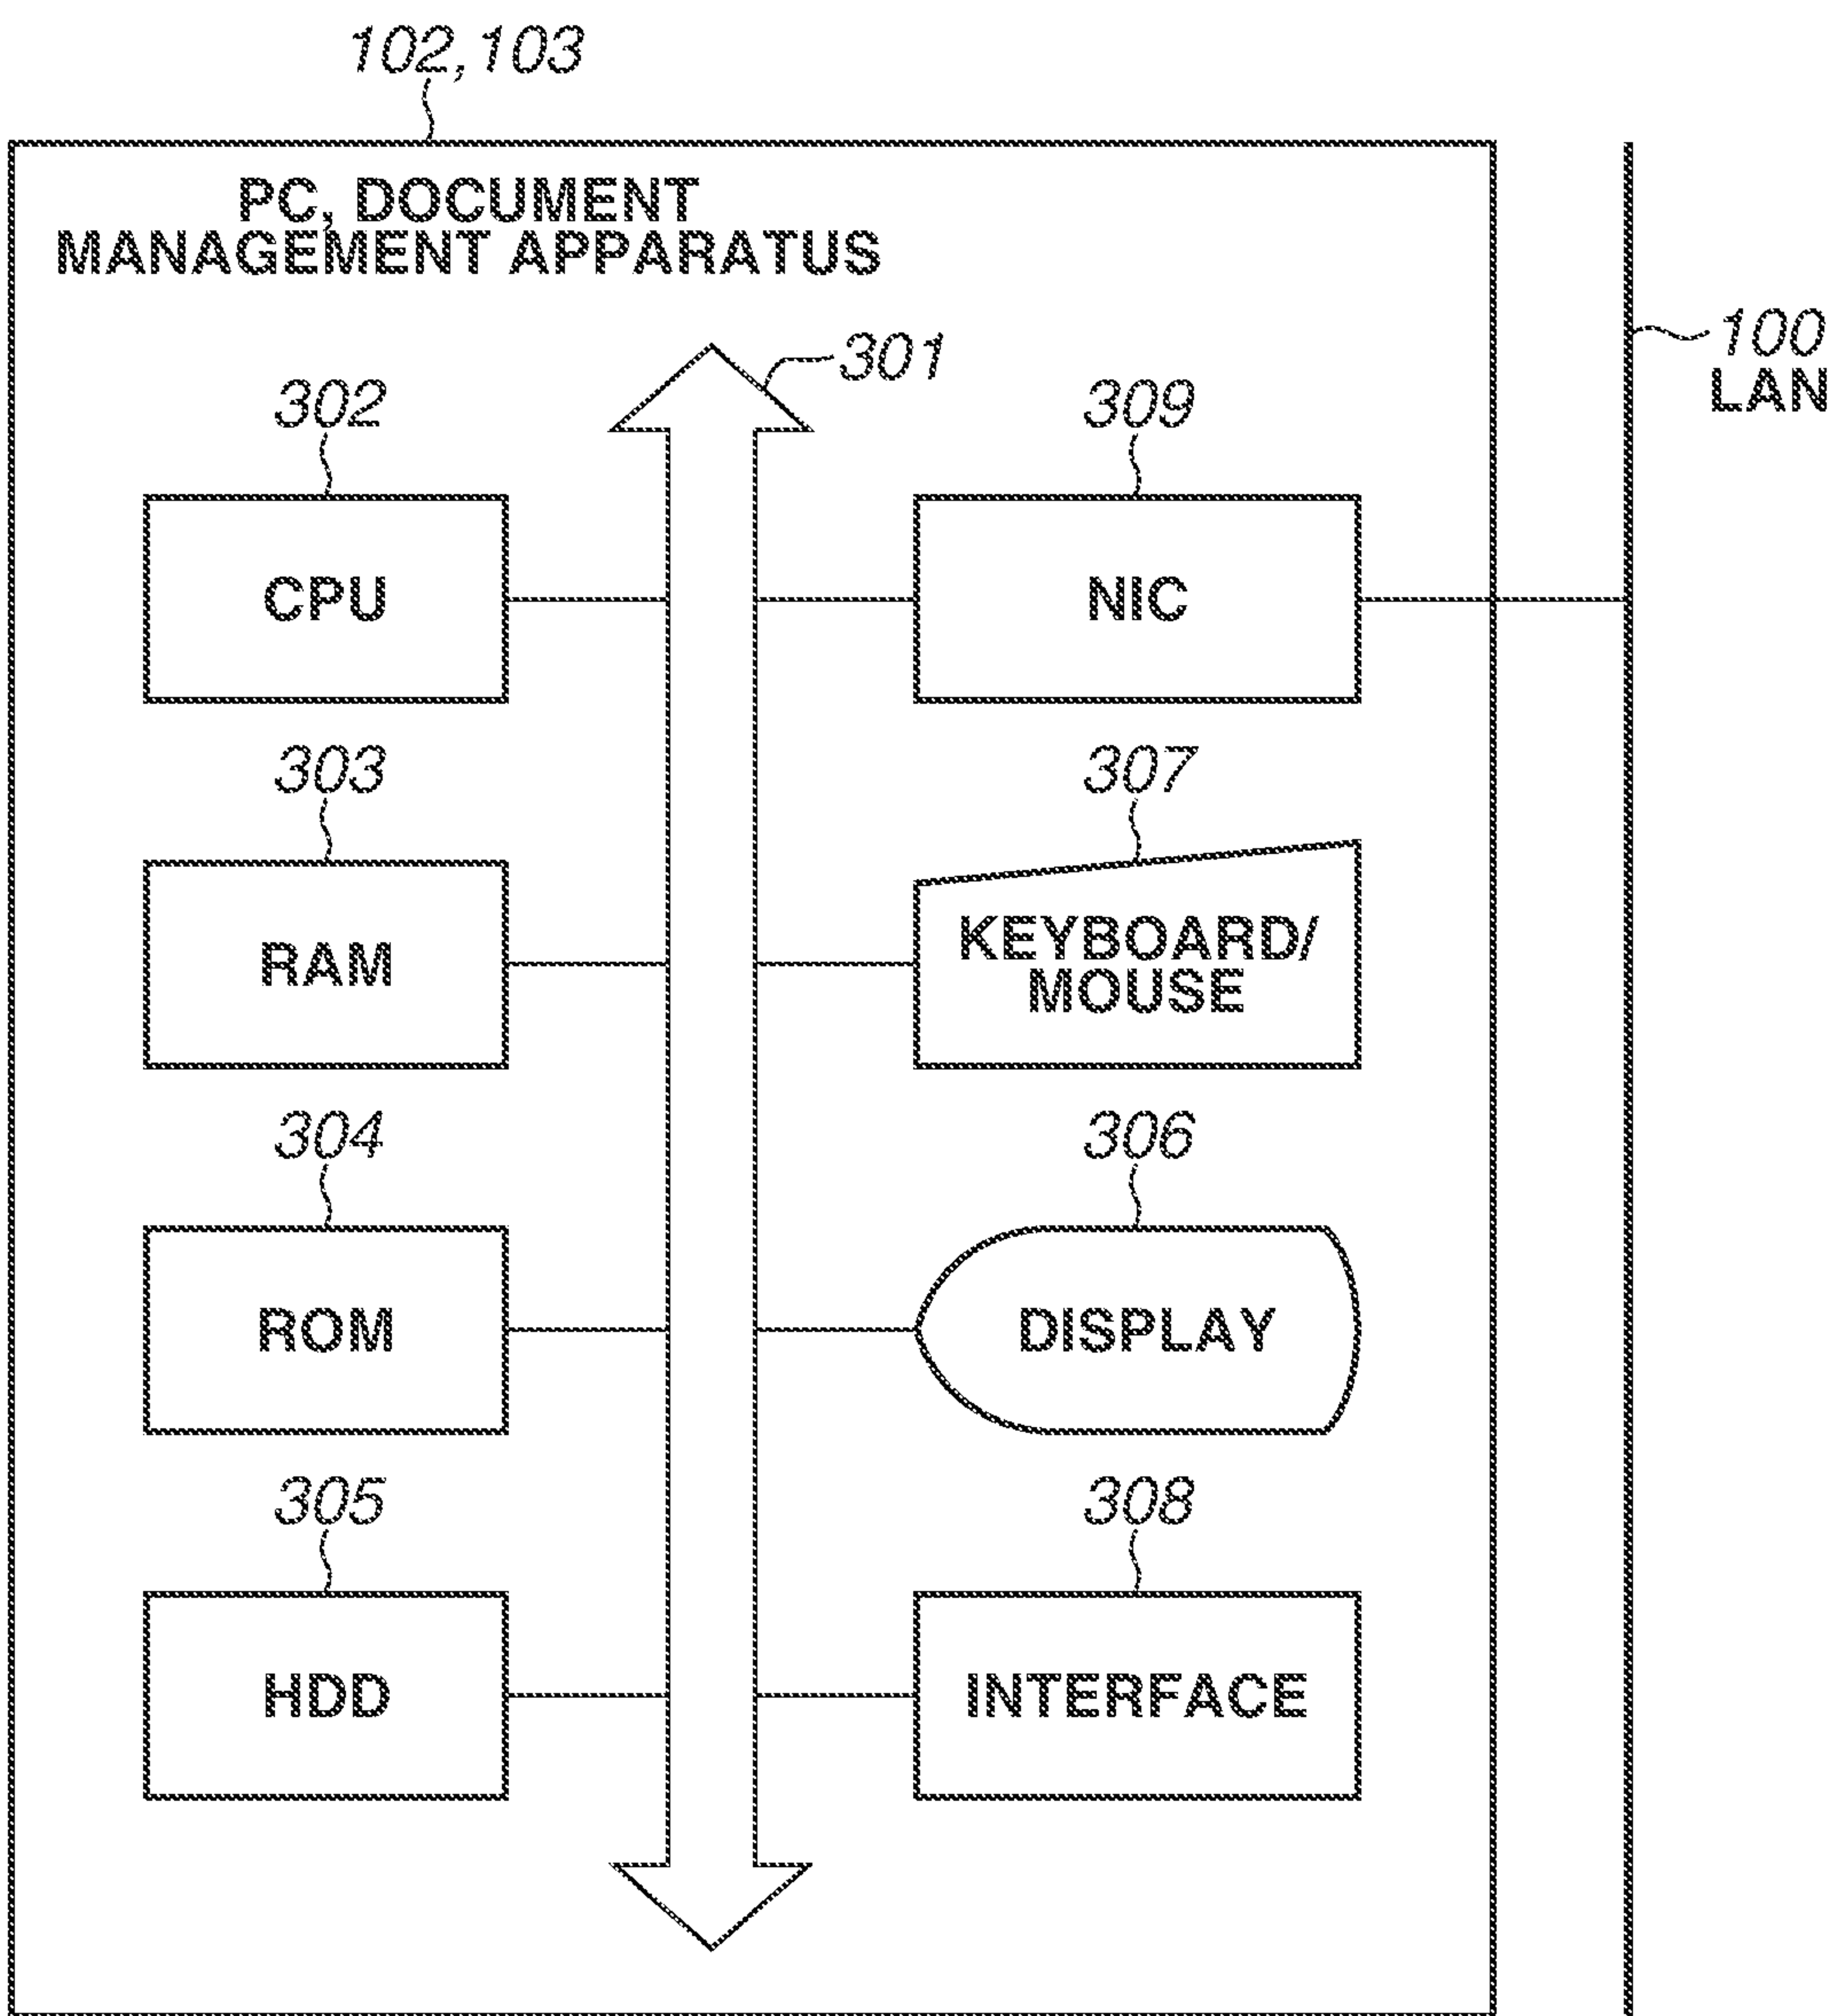 102,103
PC, DOCUMENT
MANAGEMENT APPARATUS
301
100
LAN
302
309
CPU
NIC
303
307
RAM
KEYBOARD/
MOUSE
304
306
ROM
DISPLAY
305
308
HDD
INTERFACE